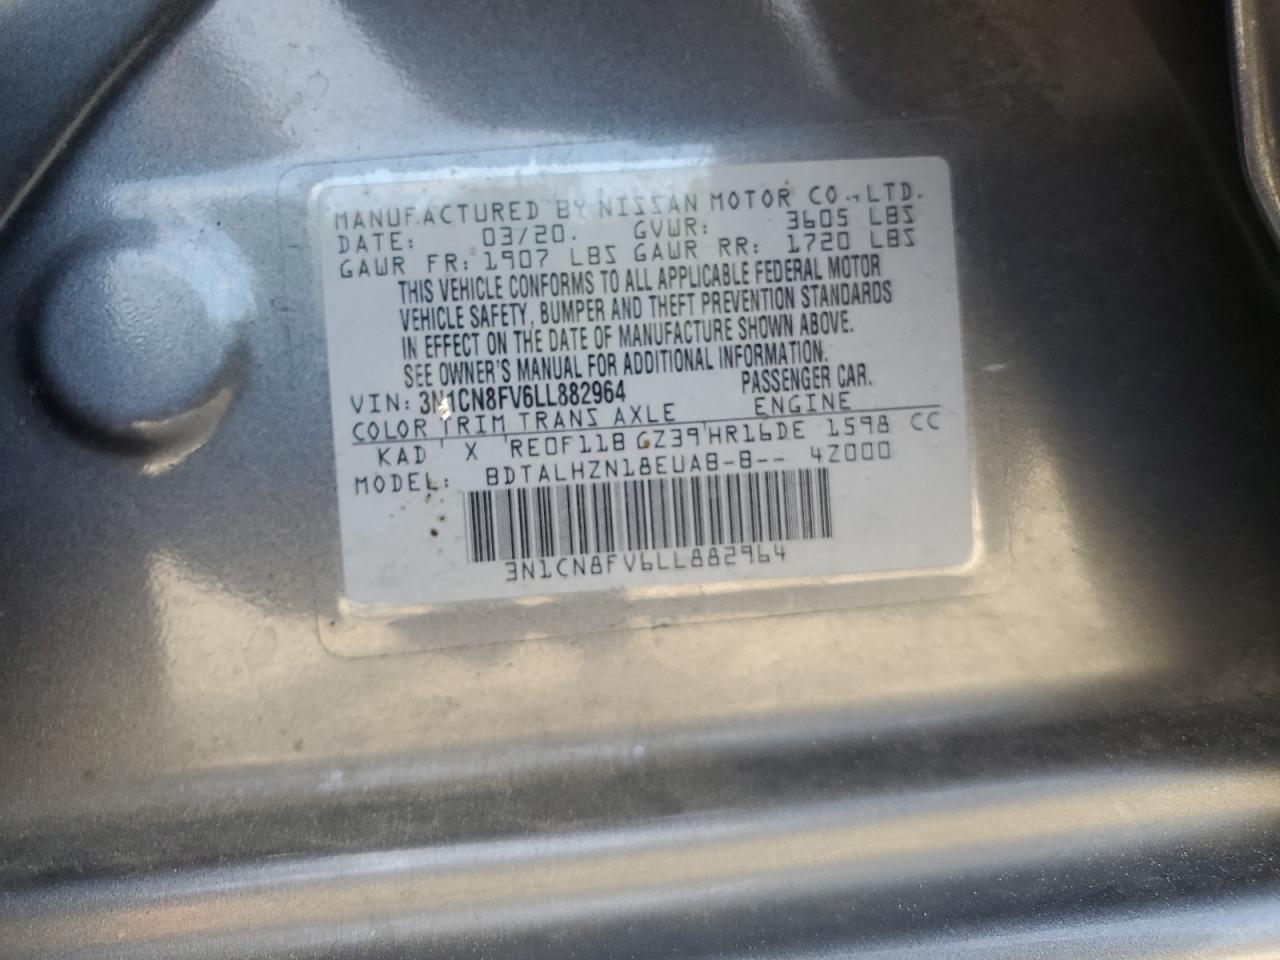 MANUFACTURED BY NISSAN MOTOR CO.,LTD.
DATE: 03/20. GVWR: 3605 LBS
GAWR FR: 1907 LBS GAWR RR: 1720 LBS
THIS VEHICLE CONFORMS TO ALL APPLICABLE FEDERAL MOTOR
VEHICLE SAFETY, BUMPER AND THEFT PREVENTION STANDARDS
IN EFFECT ON THE DATE OF MANUFACTURE SHOWN ABOVE.
SEE OWNER'S MANUAL FOR ADDITIONAL INFORMATION.
VIN: 3N1CN8FV6LL882964 PASSENGER CAR.
COLOR TRIM TRANS AXLE ENGINE
KAD X RE0F11B GZ39 HR16DE 1598 CC
MODEL: BDTALHZN18EUA8-B-- 4Z000
3N1CN8FV6LL882964